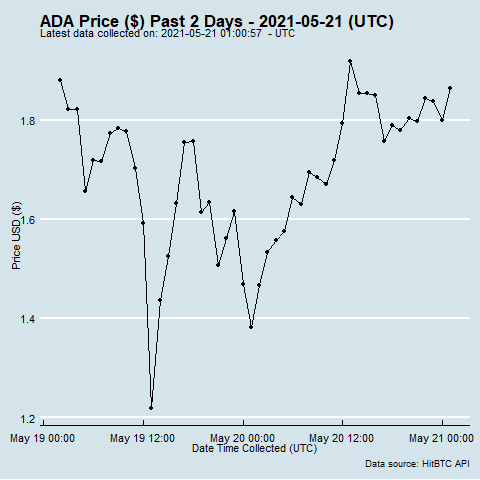 ADA Price ($) Past 2 Days - 2021-05-21 (UTC)
Latest data collected on: 2021-05-21 01:00:57  - UTC
Price USD ($)
1.8
1.6
1.4
1.2
May 19 00:00
May 19 12:00
May 20 00:00
May 20 12:00
May 21 00:00
Date Time Collected (UTC)
Data source: HitBTC API